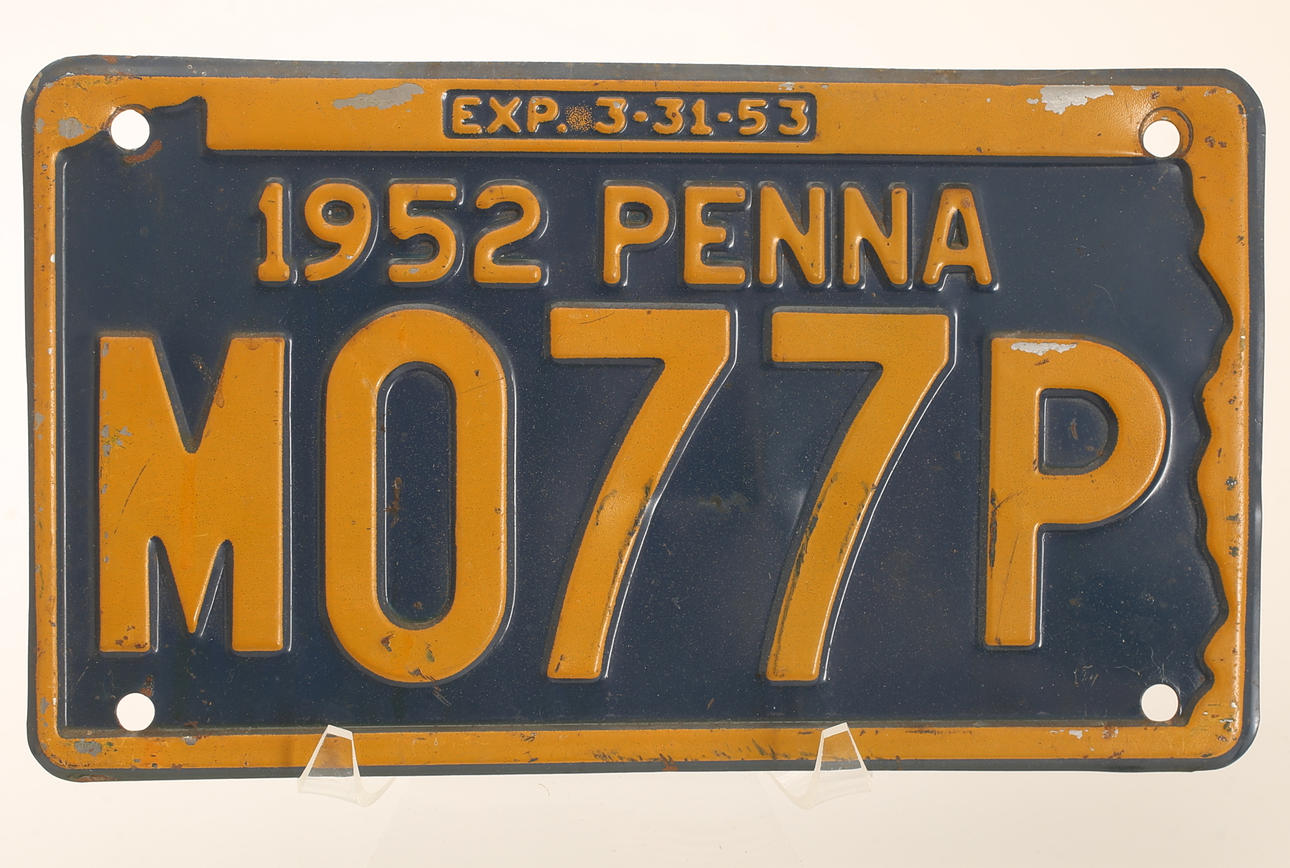 EXP. 3-31-53
1952 PENNA
M077P